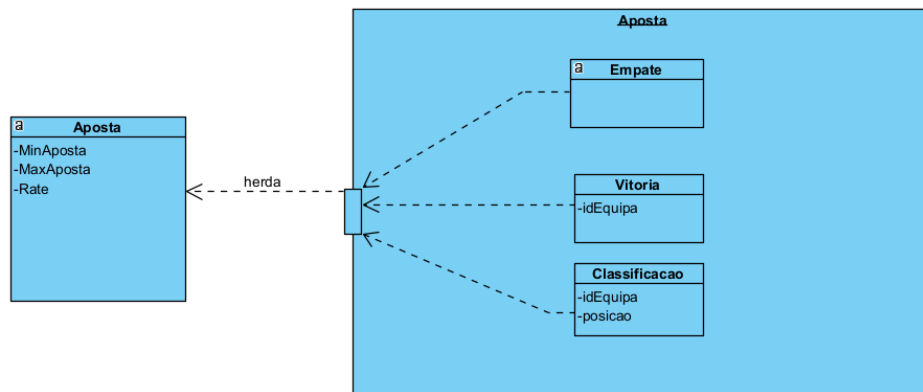 Aposta
a
Empate
a
Aposta
-MinAposta
-MaxAposta
-Rate
herda
Vitoria
-idEquipa
Classificacao
-idEquipa
-posicao